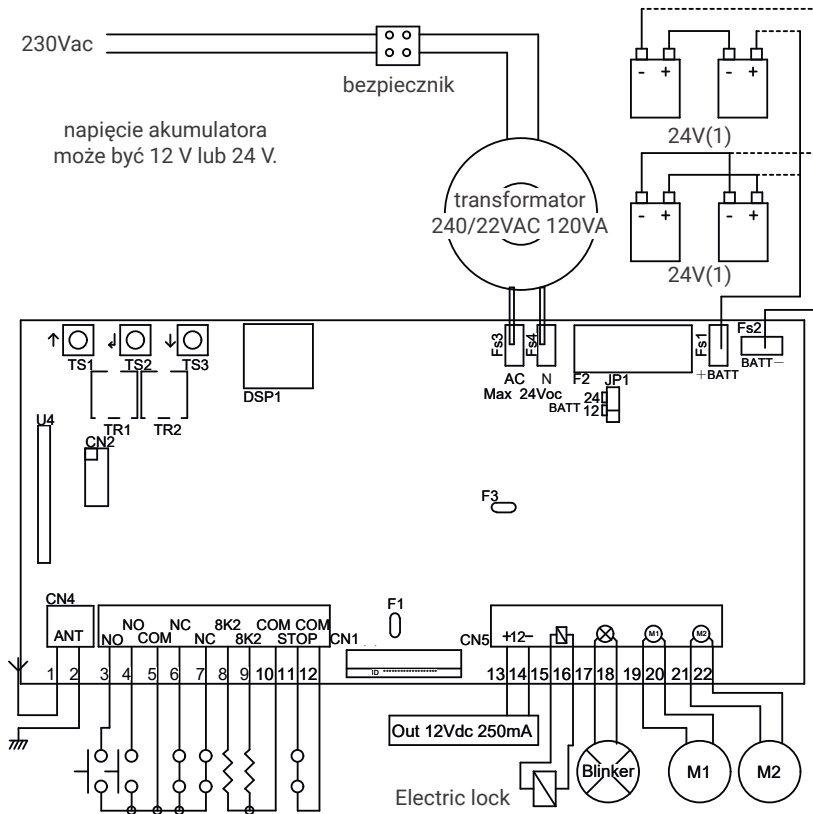 230Vac
bezpiecznik
napięcie akumulatora
może być 12 V lub 24 V.
- + - +
24V(1)
- + - +
24V(1)
transformator
240/22VAC 120VA
TS1 TS2 TS3
DSP1
Fs3 Fs4 F2 JP1 Fs1 Fs2
AC N
Max 24Voc
BATT 24
12
+BATT
BATT-
TR1 TR2
U4
CN2
F3
CN4
ANT
NO NO COM NC NC 8K2 8K2 COM STOP COM
CN1
F1
ID
CN5
+12-
M1
M2
1 2 3 4 5 6 7 8 9 10 11 12
13 14 15 16 17 18 19 20 21 22
Out 12Vdc 250mA
Electric lock
Blinker
M1
M2